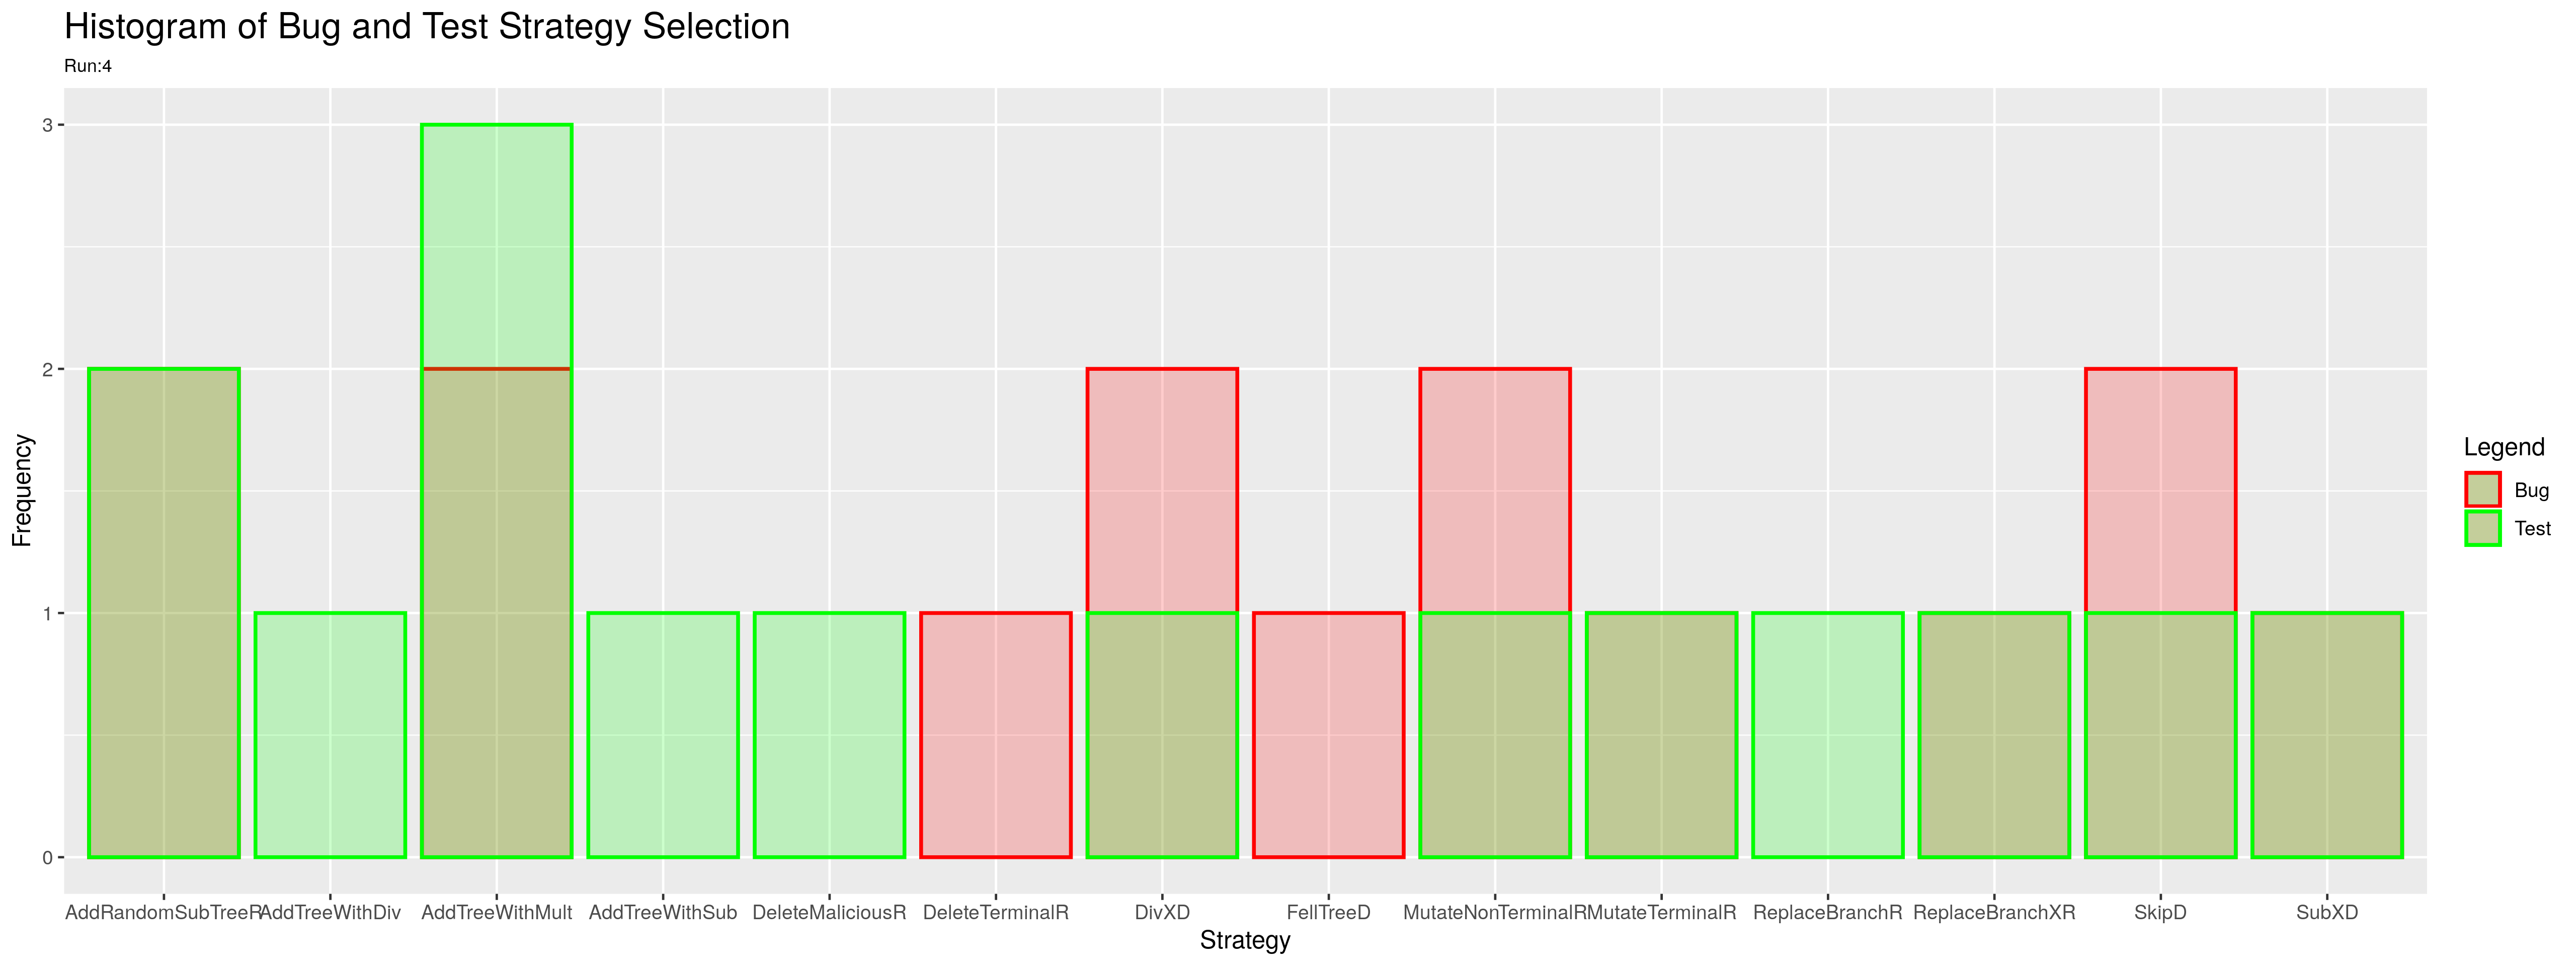 Histogram of Bug and Test Strategy Selection
Run:4
Frequency
3
2
1
0
AddRandomSubTreeR AddTreeWithDiv AddTreeWithMult AddTreeWithSub DeleteMaliciousR DeleteTerminalR DivXD FellTreeD MutateNonTerminalR MutateTerminalR ReplaceBranchR ReplaceBranchXR SkipD SubXD
Strategy
Legend
Bug
Test